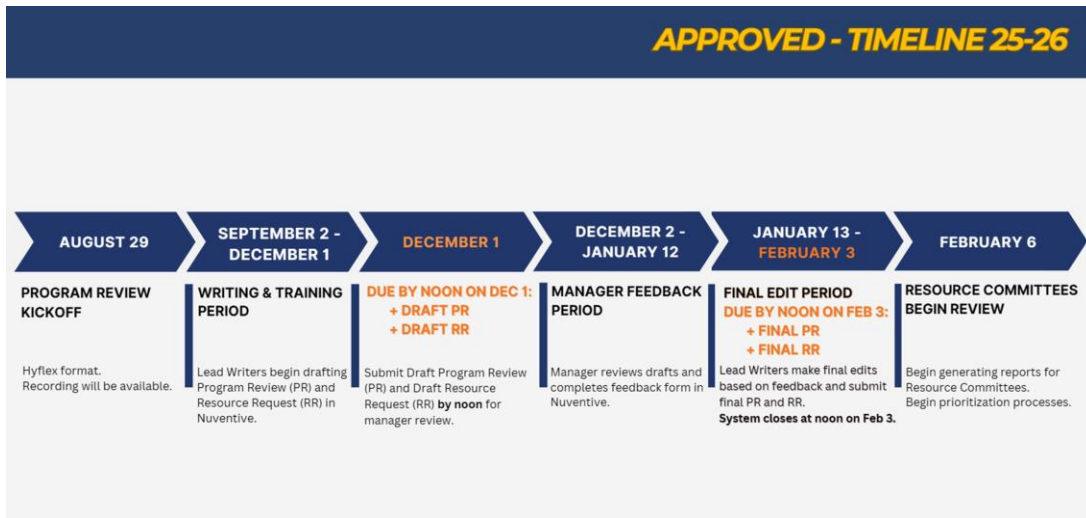 APPROVED - TIMELINE 25-26
AUGUST 29
SEPTEMBER 2 -
DECEMBER 1
DECEMBER 1
DECEMBER 2 -
JANUARY 12
JANUARY 13 -
FEBRUARY 3
FEBRUARY 6
PROGRAM REVIEW
KICKOFF
Hyflex format.
Recording will be available.
WRITING & TRAINING
PERIOD
Lead Writers begin drafting
Program Review (PR) and
Resource Request (RR) in
Nuventive.
DUE BY NOON ON DEC 1:
+ DRAFT PR
+ DRAFT RR
Submit Draft Program Review
(PR) and Draft Resource
Request (RR) by noon for
manager review.
MANAGER FEEDBACK
PERIOD
Manager reviews drafts and
completes feedback form in
Nuventive.
FINAL EDIT PERIOD
DUE BY NOON ON FEB 3:
+ FINAL PR
+ FINAL RR
Lead Writers make final edits
based on feedback and submit
final PR and RR.
System closes at noon on Feb 3.
RESOURCE COMMITTEES
BEGIN REVIEW
Begin generating reports for
Resource Committees.
Begin prioritization processes.